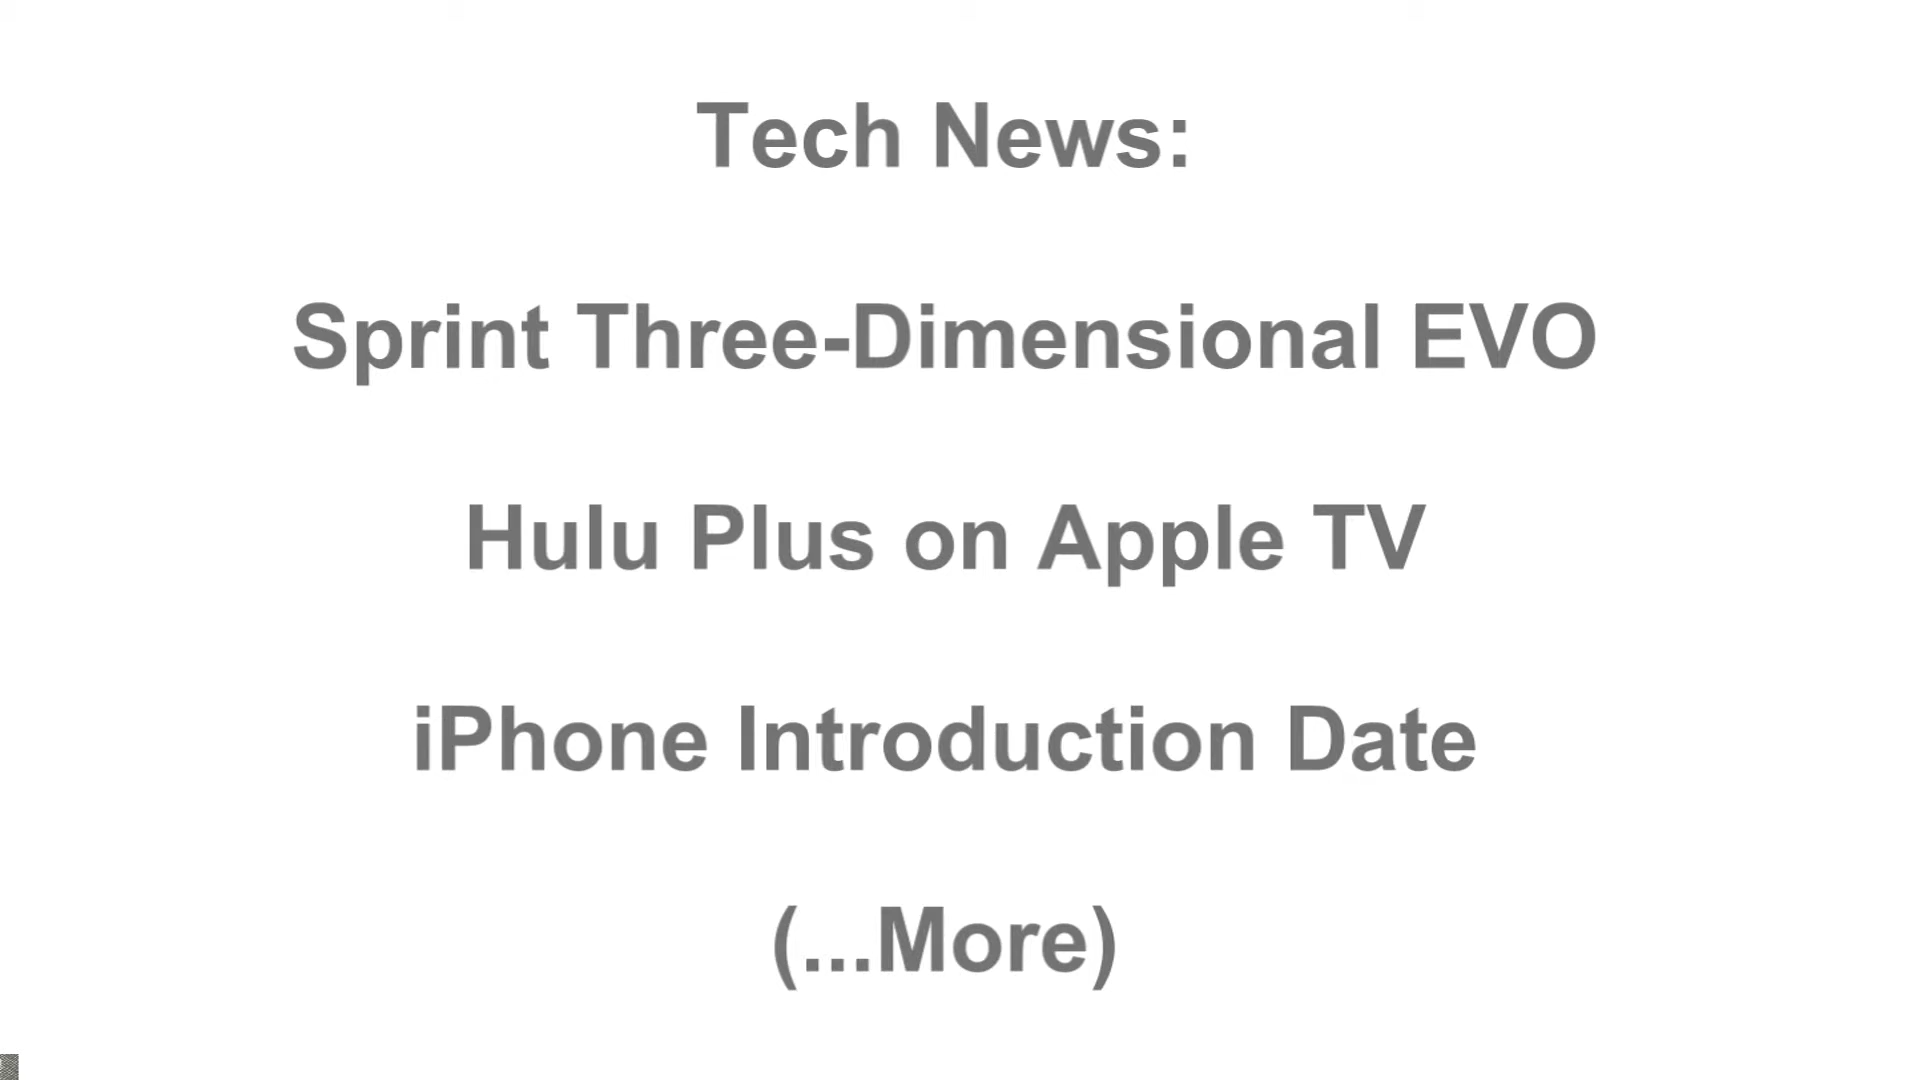 Tech News:
Sprint Three-Dimensional EVO
Hulu Plus on Apple TV
iPhone Introduction Date
(...More)